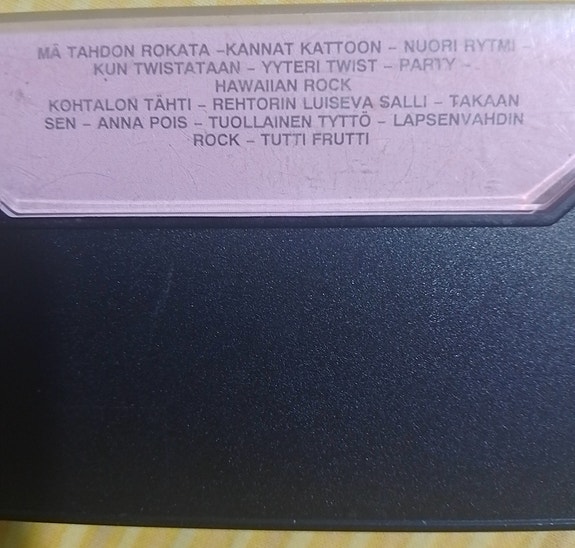 MÄ TAHDON ROKATA –KANNAT KATTOON – NUORI RYTMI –
KUN TWISTATAAN – YYTERI TWIST – PARTY –
HAWAIIAN ROCK
KOHTALON TÄHTI – REHTORIN LUISEVA SALLI – TAKAAN
SEN – ANNA POIS – TUOLLAINEN TYTTÖ – LAPSENVAHDIN
ROCK – TUTTI FRUTTI